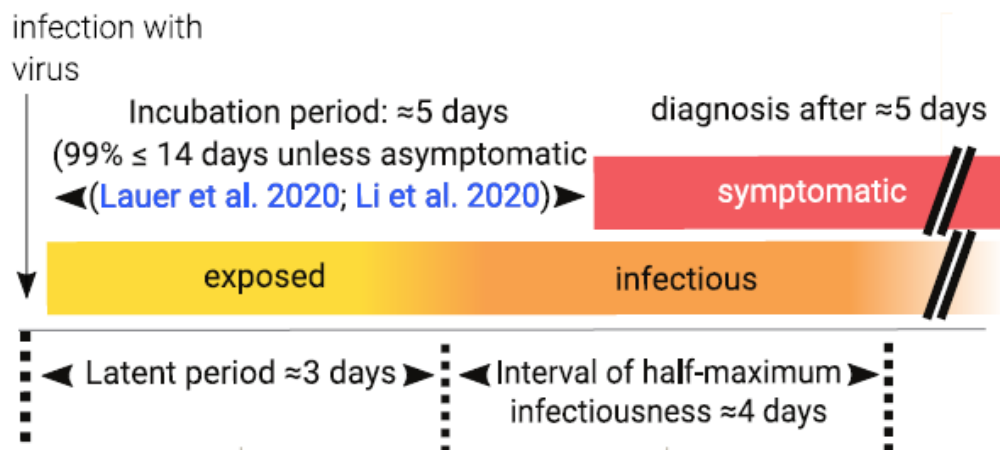 infection with
virus
Incubation period: ≈5 days
(99% ≤ 14 days unless asymptomatic
(Lauer et al. 2020; Li et al. 2020)
diagnosis after ≈5 days
symptomatic
exposed
infectious
Latent period ≈3 days
Interval of half-maximum
infectiousness ≈4 days